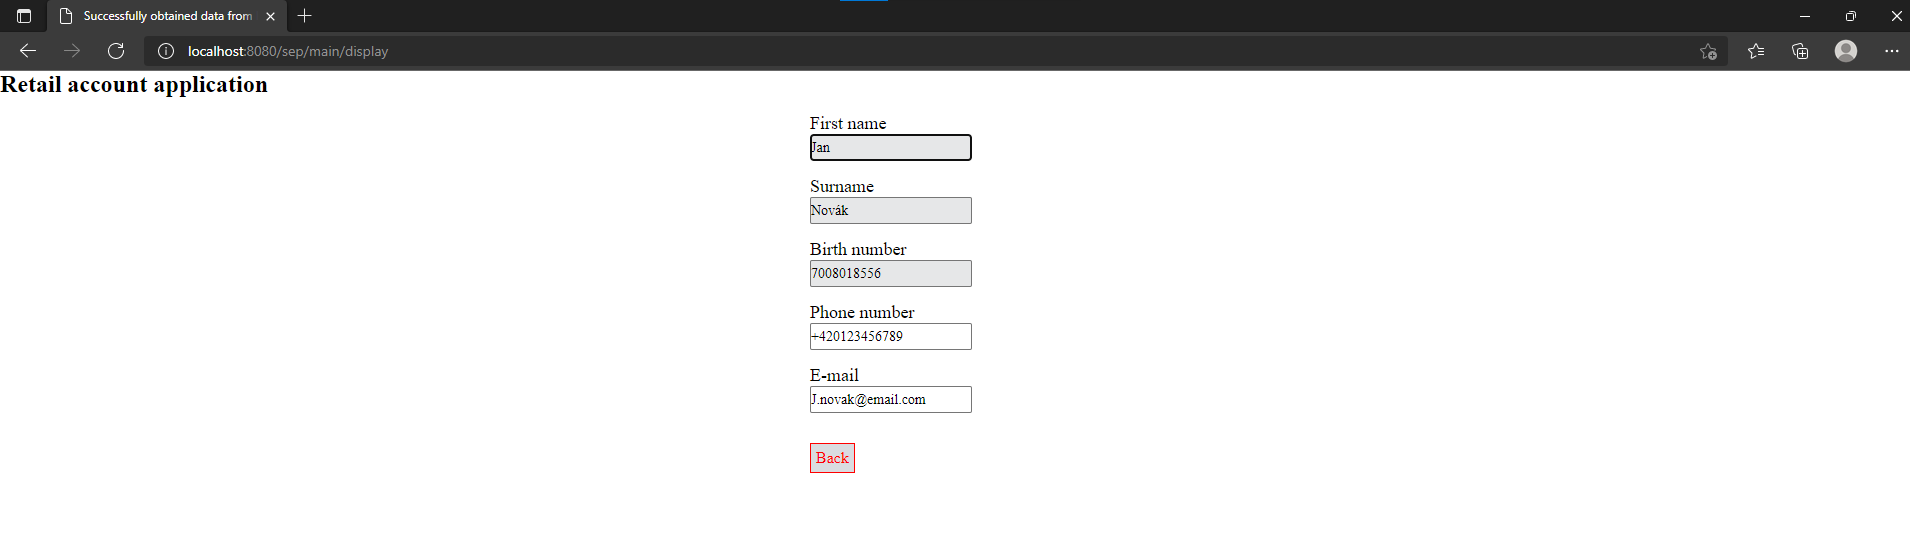 Successfully obtained data from
localhost:8080/sep/main/display
Retail account application
First name
Jan
Surname
Novák
Birth number
7008018556
Phone number
+420123456789
E-mail
J.novak@email.com
Back